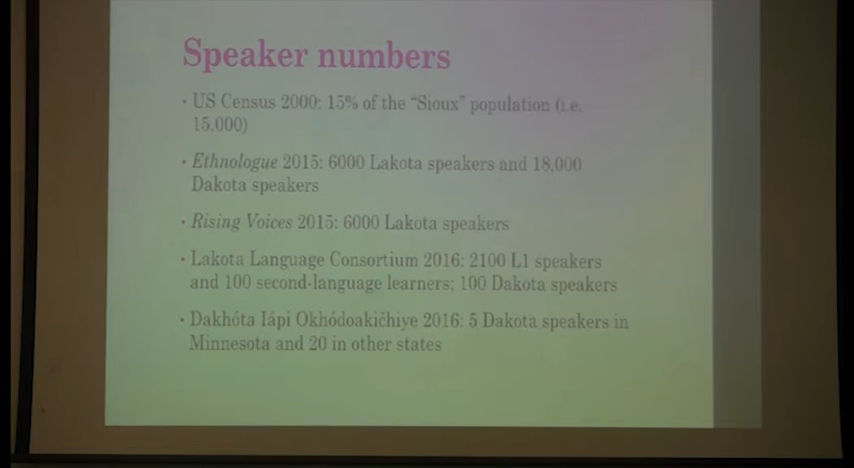 Speaker numbers
• US Census 2000: 15% of the “Sioux” population (i.e.
15,000)
• Ethnologue 2015: 6000 Lakota speakers and 18,000
Dakota speakers
• Rising Voices 2015: 6000 Lakota speakers
• Lakota Language Consortium 2016: 2100 L1 speakers
and 100 second-language learners; 100 Dakota speakers
• Dakhóta Iápi Okhódoakičhiye 2016: 5 Dakota speakers in
Minnesota and 20 in other states